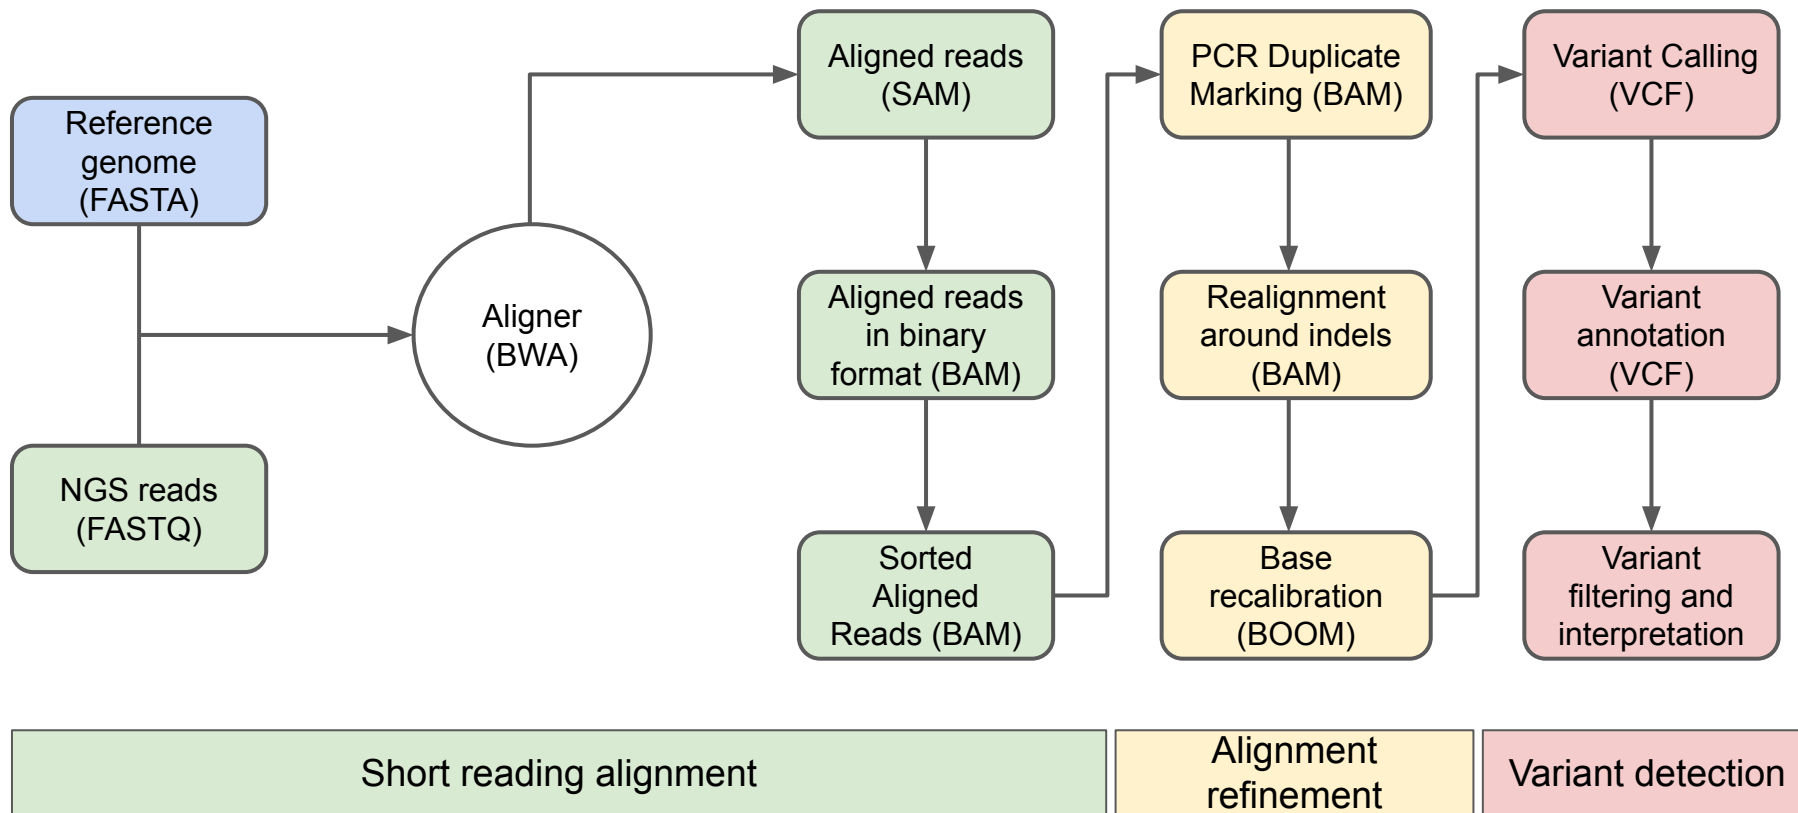 Reference
genome
(FASTA)
NGS reads
(FASTQ)
Aligner
(BWA)
Aligned reads
(SAM)
Aligned reads
in binary
format (BAM)
Sorted
Aligned
Reads (BAM)
PCR Duplicate
Marking (BAM)
Realignment
around indels
(BAM)
Base
recalibration
(BOOM)
Variant Calling
(VCF)
Variant
annotation
(VCF)
Variant
filtering and
interpretation
Short reading alignment
Alignment
refinement
Variant detection